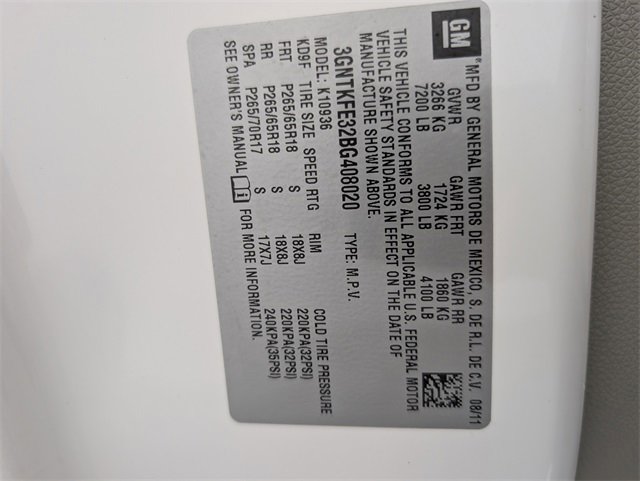 GM
*MFD BY GENERAL MOTORS DE MEXICO, S. DE R.L. DE C.V. 08/11
GVWR GAWR FRT GAWR RR
3266 KG 1724 KG 1860 KG
7200 LB 3800 LB 4100 LB
THIS VEHICLE CONFORMS TO ALL APPLICABLE U.S. FEDERAL MOTOR
VEHICLE SAFETY STANDARDS IN EFFECT ON THE DATE OF
MANUFACTURE SHOWN ABOVE.
3GNTKFE32BG408020 TYPE: M.P.V.
MODEL: K10936
KD9F TIRE SIZE SPEED RTG RIM COLD TIRE PRESSURE
FRT P265/65R18 S 18X8J 220KPA(32PSI)
RR P265/65R18 S 18X8J 220KPA(32PSI)
SPA P265/70R17 S 17X7J 240KPA(35PSI)
SEE OWNER'S MANUAL i FOR MORE INFORMATION.